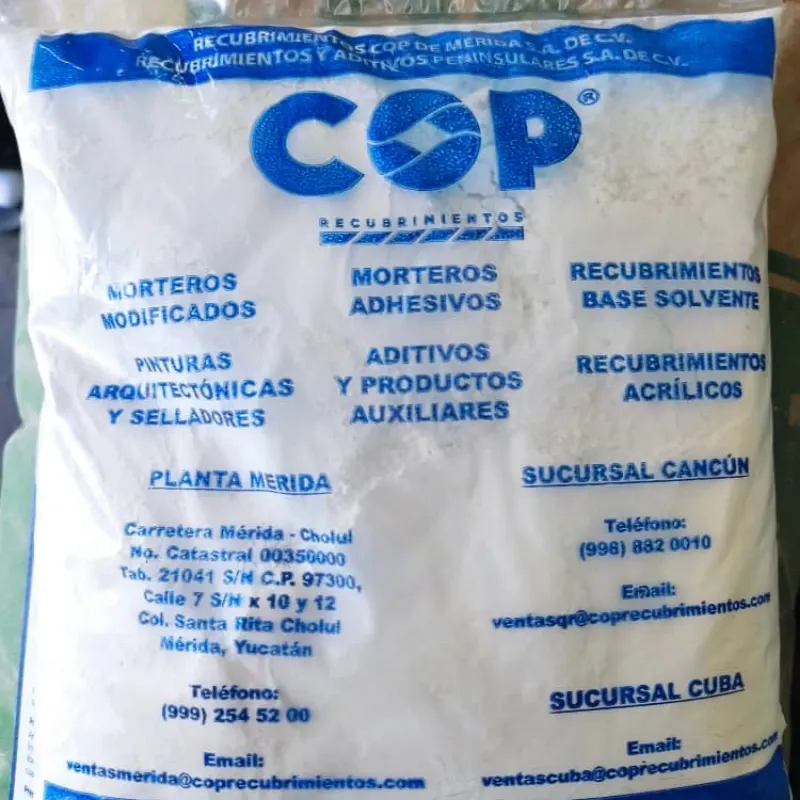 RECUBRIMIENTOS COP DE MERIDA S.A. DE C.V.
RECUBRIMIENTOS Y ADITIVOS PENINSULARES S.A. DE C.V.
COP®
RECUBRIMIENTOS
MORTEROS
MODIFICADOS
MORTEROS
ADHESIVOS
RECUBRIMIENTOS
BASE SOLVENTE
PINTURAS
ARQUITECTÓNICAS
Y SELLADORES
ADITIVOS
Y PRODUCTOS
AUXILIARES
RECUBRIMIENTOS
ACRÍLICOS
PLANTA MERIDA
Carretera Mérida - Cholul
No. Catastral 00350000
Tab. 21041 S/N C.P. 97300,
Calle 7 S/N x 10 y 12
Col. Santa Rita Cholul
Mérida, Yucatán
Teléfono:
(999) 254 52 00
Email:
ventasmerida@coprecubrimientos.com
SUCURSAL CANCÚN
Teléfono:
(998) 882 0010
Email:
ventasqr@coprecubrimientos.com
SUCURSAL CUBA
Email:
ventascuba@coprecubrimientos.com